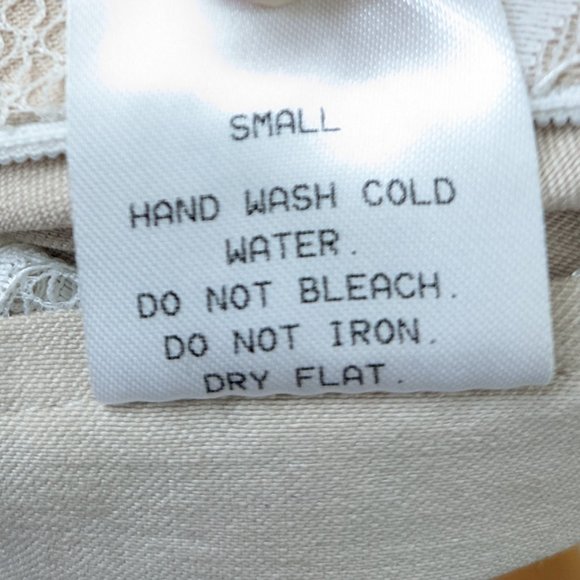 SMALL
HAND WASH COLD
WATER.
DO NOT BLEACH.
DO NOT IRON.
DRY FLAT.